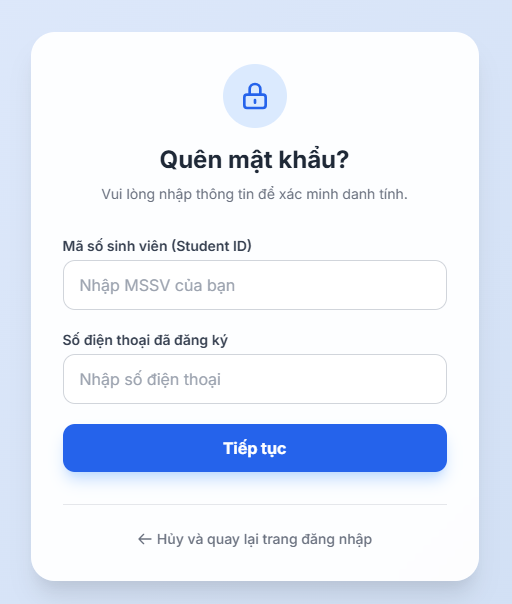 Quên mật khẩu?
Vui lòng nhập thông tin để xác minh danh tính.
Mã số sinh viên (Student ID)
Nhập MSSV của bạn
Số điện thoại đã đăng ký
Nhập số điện thoại
Tiếp tục
← Hủy và quay lại trang đăng nhập